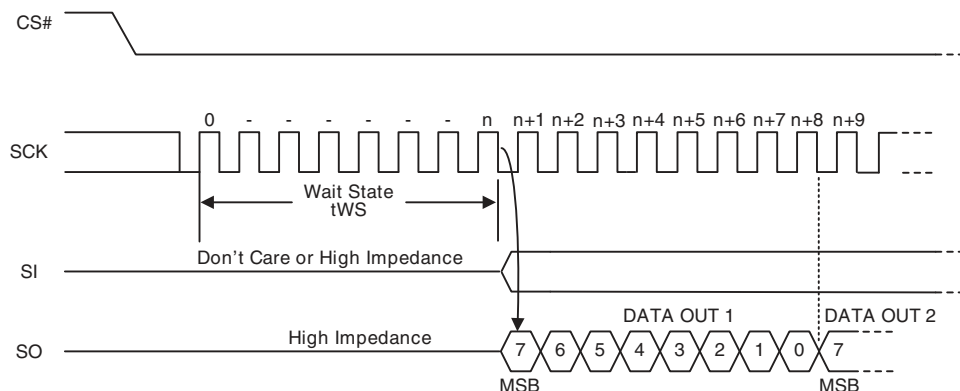 CS#
0 - - - - - - n n+1 n+2 n+3 n+4 n+5 n+6 n+7 n+8 n+9
SCK
Wait State
tWS
Don't Care or High Impedance
SI
DATA OUT 1 DATA OUT 2
High Impedance
SO 7 6 5 4 3 2 1 0 7
MSB MSB